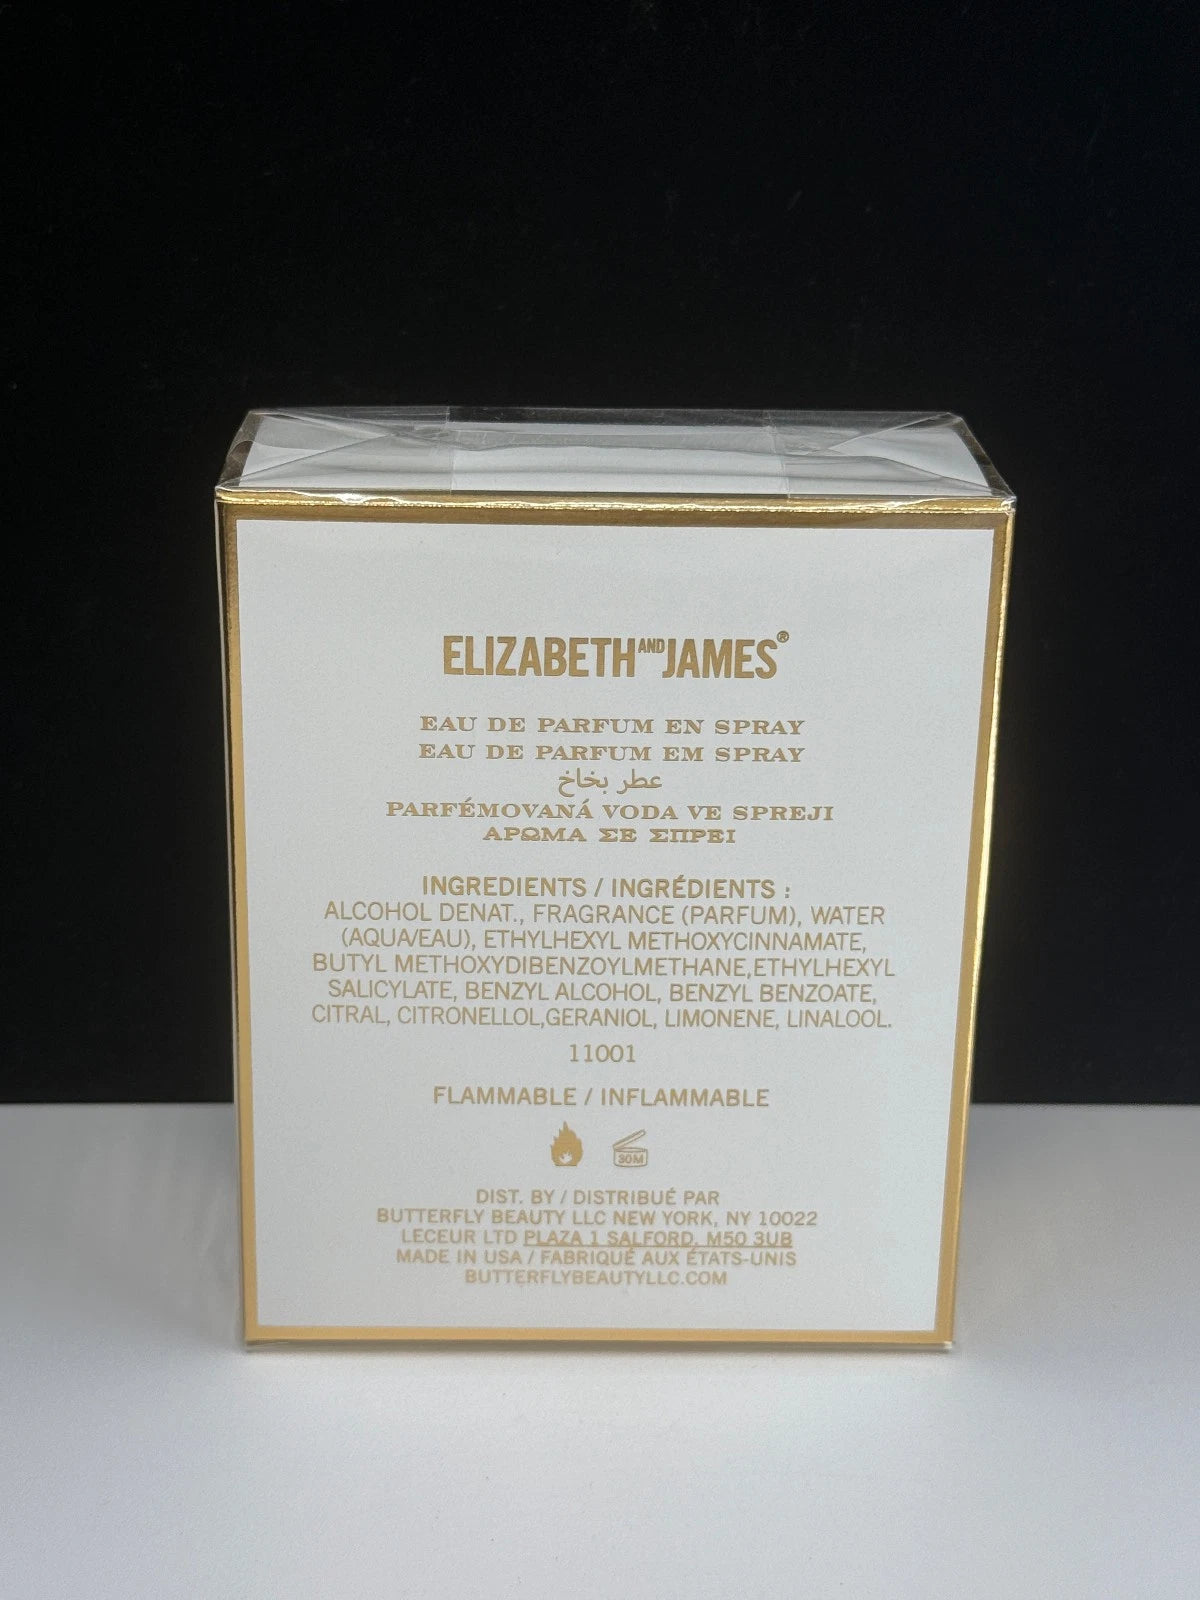 ELIZABETH AND JAMES®
EAU DE PARFUM EN SPRAY
EAU DE PARFUM EM SPRAY
عطر بخاخ
PARFÉMOVANÁ VODA VE SPREJI
ΑΡΩΜΑ ΣΕ ΣΠΡΕΙ
INGREDIENTS / INGRÉDIENTS :
ALCOHOL DENAT., FRAGRANCE (PARFUM), WATER
(AQUA/EAU), ETHYLHEXYL METHOXYCINNAMATE,
BUTYL METHOXYDIBENZOYLMETHANE,ETHYLHEXYL
SALICYLATE, BENZYL ALCOHOL, BENZYL BENZOATE,
CITRAL, CITRONELLOL,GERANIOL, LIMONENE, LINALOOL.
11001
FLAMMABLE / INFLAMMABLE
30M
DIST. BY / DISTRIBUÉ PAR
BUTTERFLY BEAUTY LLC NEW YORK, NY 10022
LECEUR LTD PLAZA 1 SALFORD. M50 3UB
MADE IN USA / FABRIQUÉ AUX ÉTATS-UNIS
BUTTERFLYBEAUTYLLC.COM